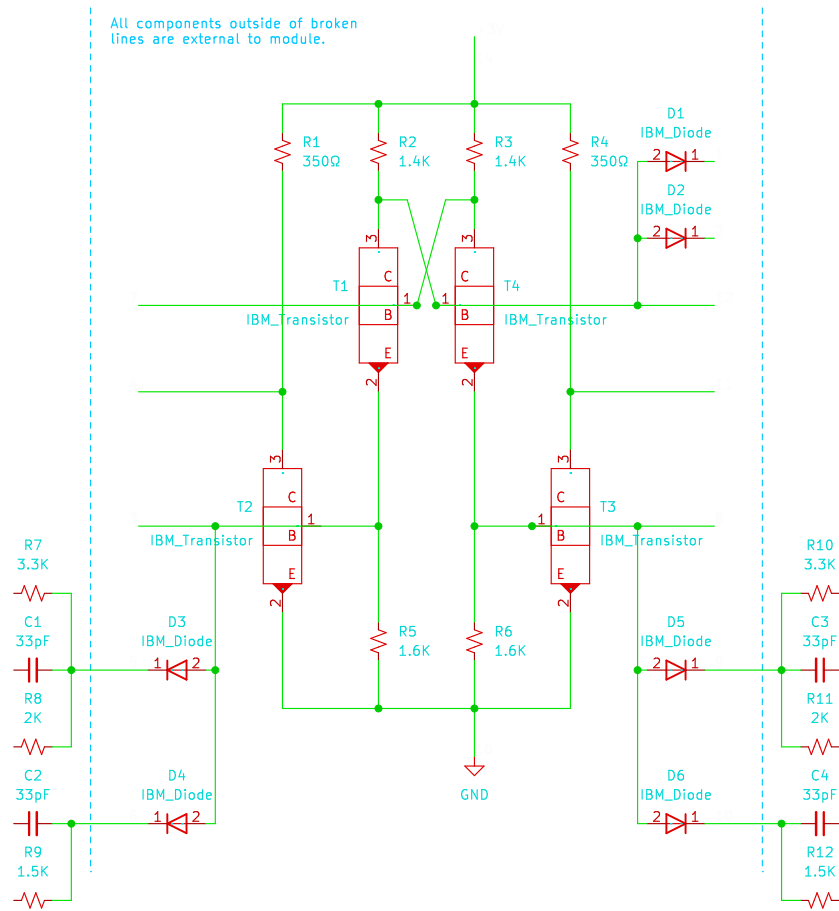 All components outside of broken
lines are external to module.
D1
IBM_Diode
2
1
R1
350Ω
R2
1.4K
R3
1.4K
R4
350Ω
D2
IBM_Diode
2
1
3
C
T1
1
B
IBM_Transistor
E
2
3
C
1
T4
B
IBM_Transistor
E
2
3
C
T2
1
B
IBM_Transistor
E
2
3
C
T3
1
B
IBM_Transistor
E
2
R7
3.3K
C1
33pF
R8
2K
C2
33pF
R9
1.5K
D3
IBM_Diode
1
2
D4
IBM_Diode
1
2
R5
1.6K
R6
1.6K
GND
D5
IBM_Diode
2
1
D6
IBM_Diode
2
1
R10
3.3K
C3
33pF
R11
2K
C4
33pF
R12
1.5K